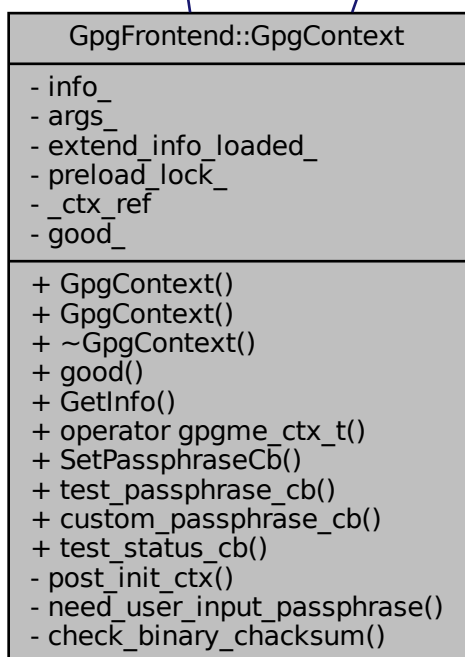 GpgFrontend::GpgContext
- info_
- args_
- extend_info_loaded_
- preload_lock_
- _ctx_ref
- good_
+ GpgContext()
+ GpgContext()
+ ~GpgContext()
+ good()
+ GetInfo()
+ operator gpgme_ctx_t()
+ SetPassphraseCb()
+ test_passphrase_cb()
+ custom_passphrase_cb()
+ test_status_cb()
- post_init_ctx()
- need_user_input_passphrase()
- check_binary_chacksum()